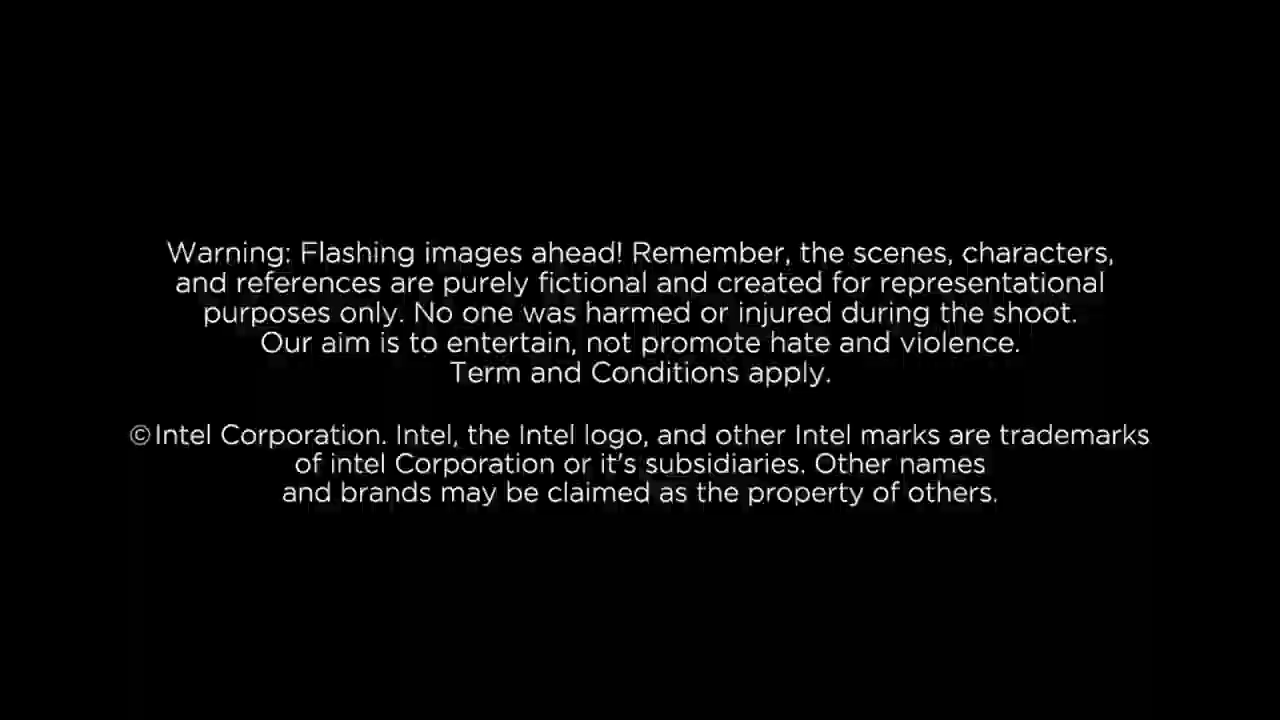 Warning: Flashing images ahead! Remember, the scenes, characters,
and references are purely fictional and created for representational
purposes only. No one was harmed or injured during the shoot.
Our aim is to entertain, not promote hate and violence.
Term and Conditions apply.
©Intel Corporation. Intel, the Intel logo, and other Intel marks are trademarks
of intel Corporation or it's subsidiaries. Other names
and brands may be claimed as the property of others.